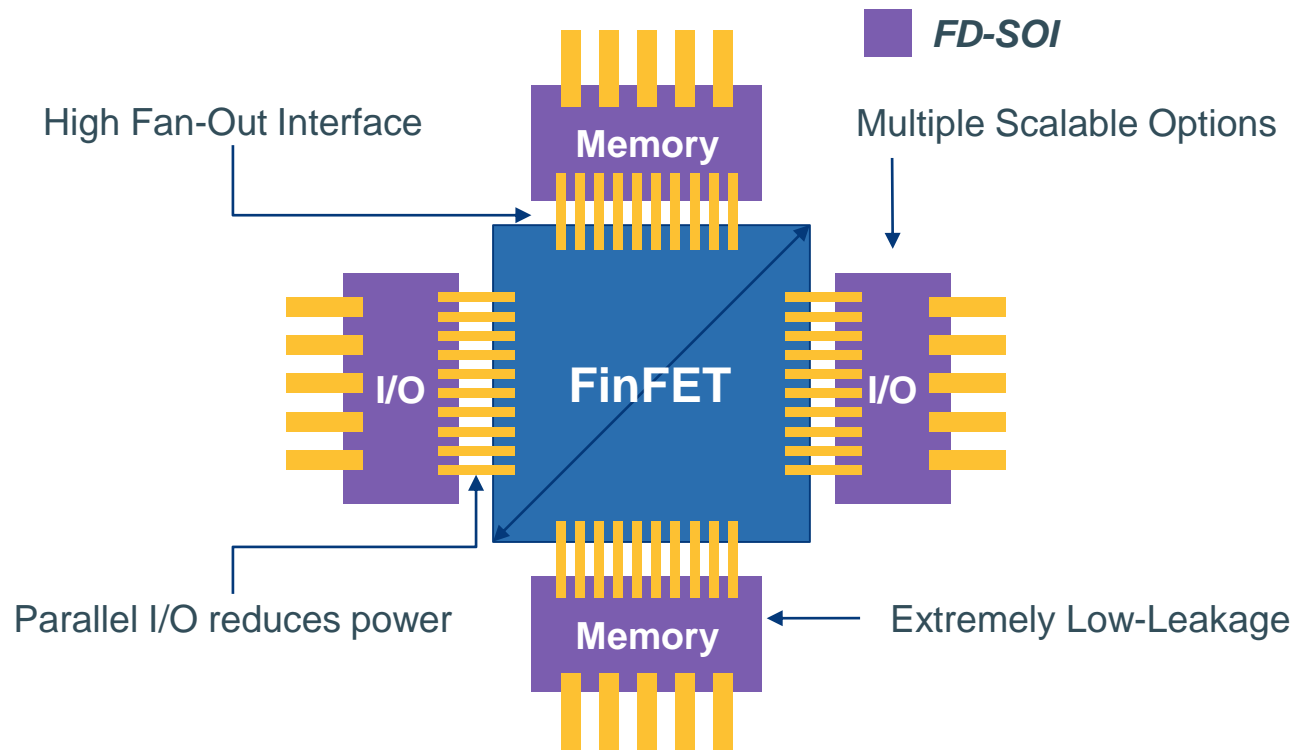 FD-SOI
High Fan-Out Interface
Multiple Scalable Options
Memory
I/O
FinFET
I/O
Parallel I/O reduces power
Memory
Extremely Low-Leakage